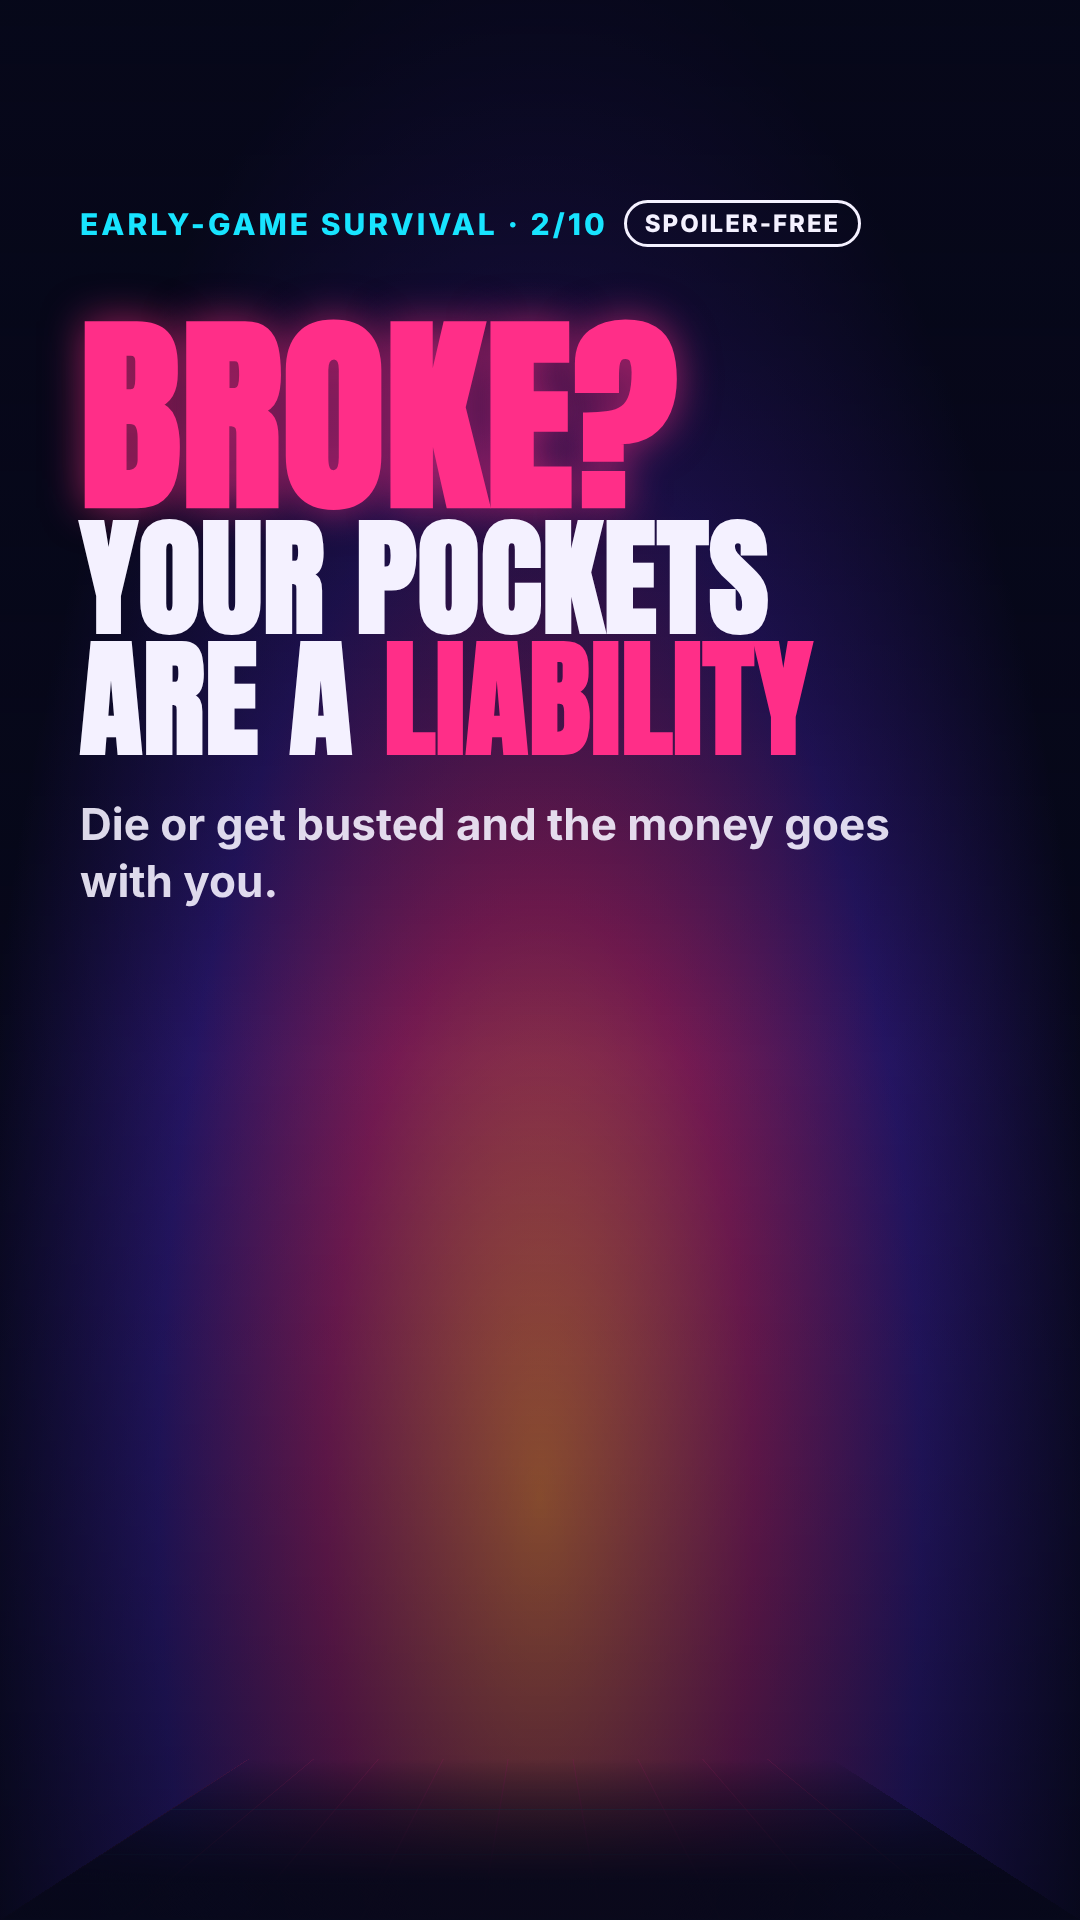 EARLY-GAME SURVIVAL · 2/10 SPOILER-FREE
BROKE?
YOUR POCKETS
ARE A LIABILITY
Die or get busted and the money goes
with you.